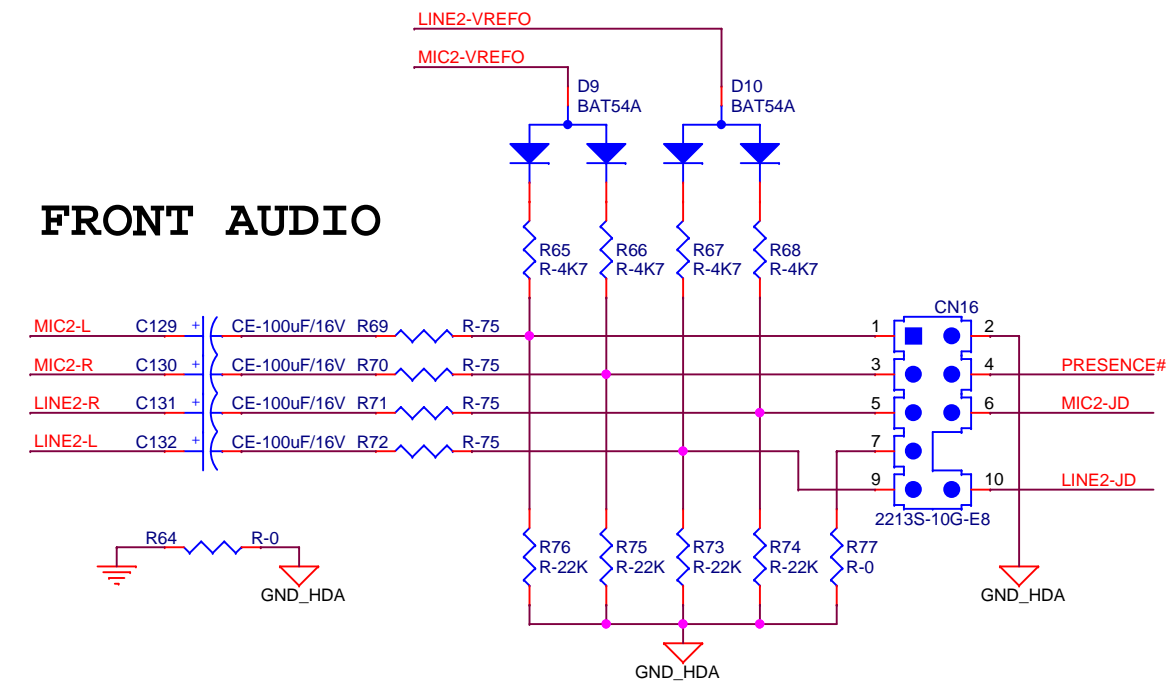 LINE2-VREFO
MIC2-VREFO
D9
BAT54A
D10
BAT54A
FRONT AUDIO
R65
R-4K7
R66
R-4K7
R67
R-4K7
R68
R-4K7
CN16
MIC2-L C129 + CE-100uF/16V R69 R-75 1 2
MIC2-R C130 + CE-100uF/16V R70 R-75 3 4 PRESENCE#
LINE2-R C131 + CE-100uF/16V R71 R-75 5 6 MIC2-JD
LINE2-L C132 + CE-100uF/16V R72 R-75 7
9 10 LINE2-JD
2213S-10G-E8
R64 R-0
GND_HDA
R76
R-22K
R75
R-22K
R73
R-22K
R74
R-22K
R77
R-0
GND_HDA
GND_HDA